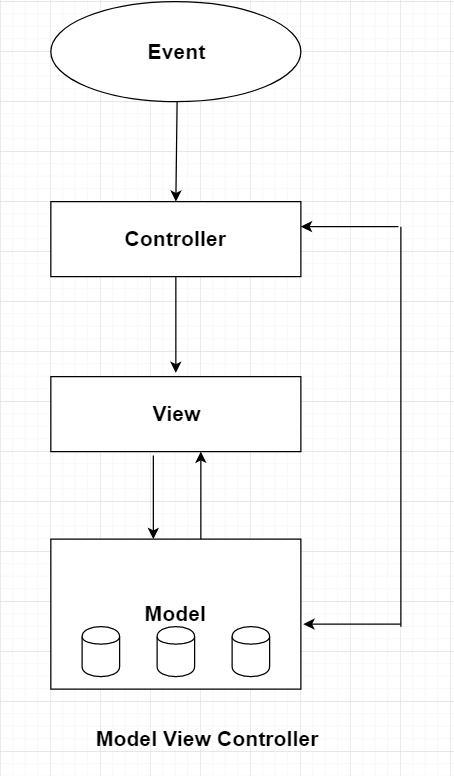 Event
Controller
View
Model
Model View Controller